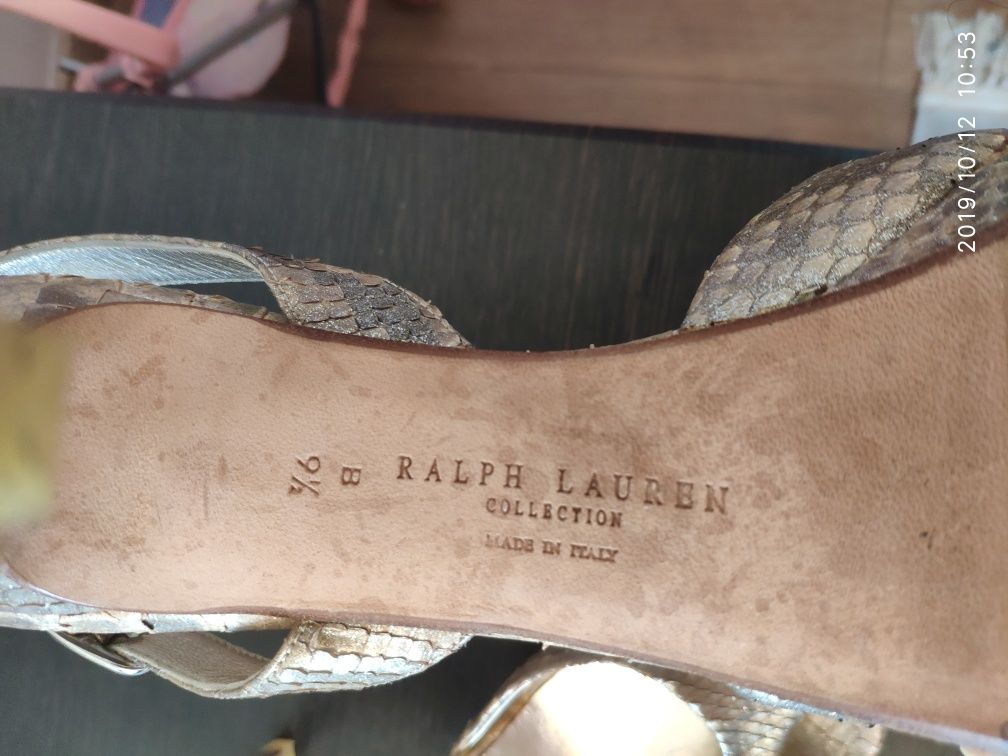 RALPH LAUREN
COLLECTION
MADE IN ITALY
9½ B
2019/10/12 10:53